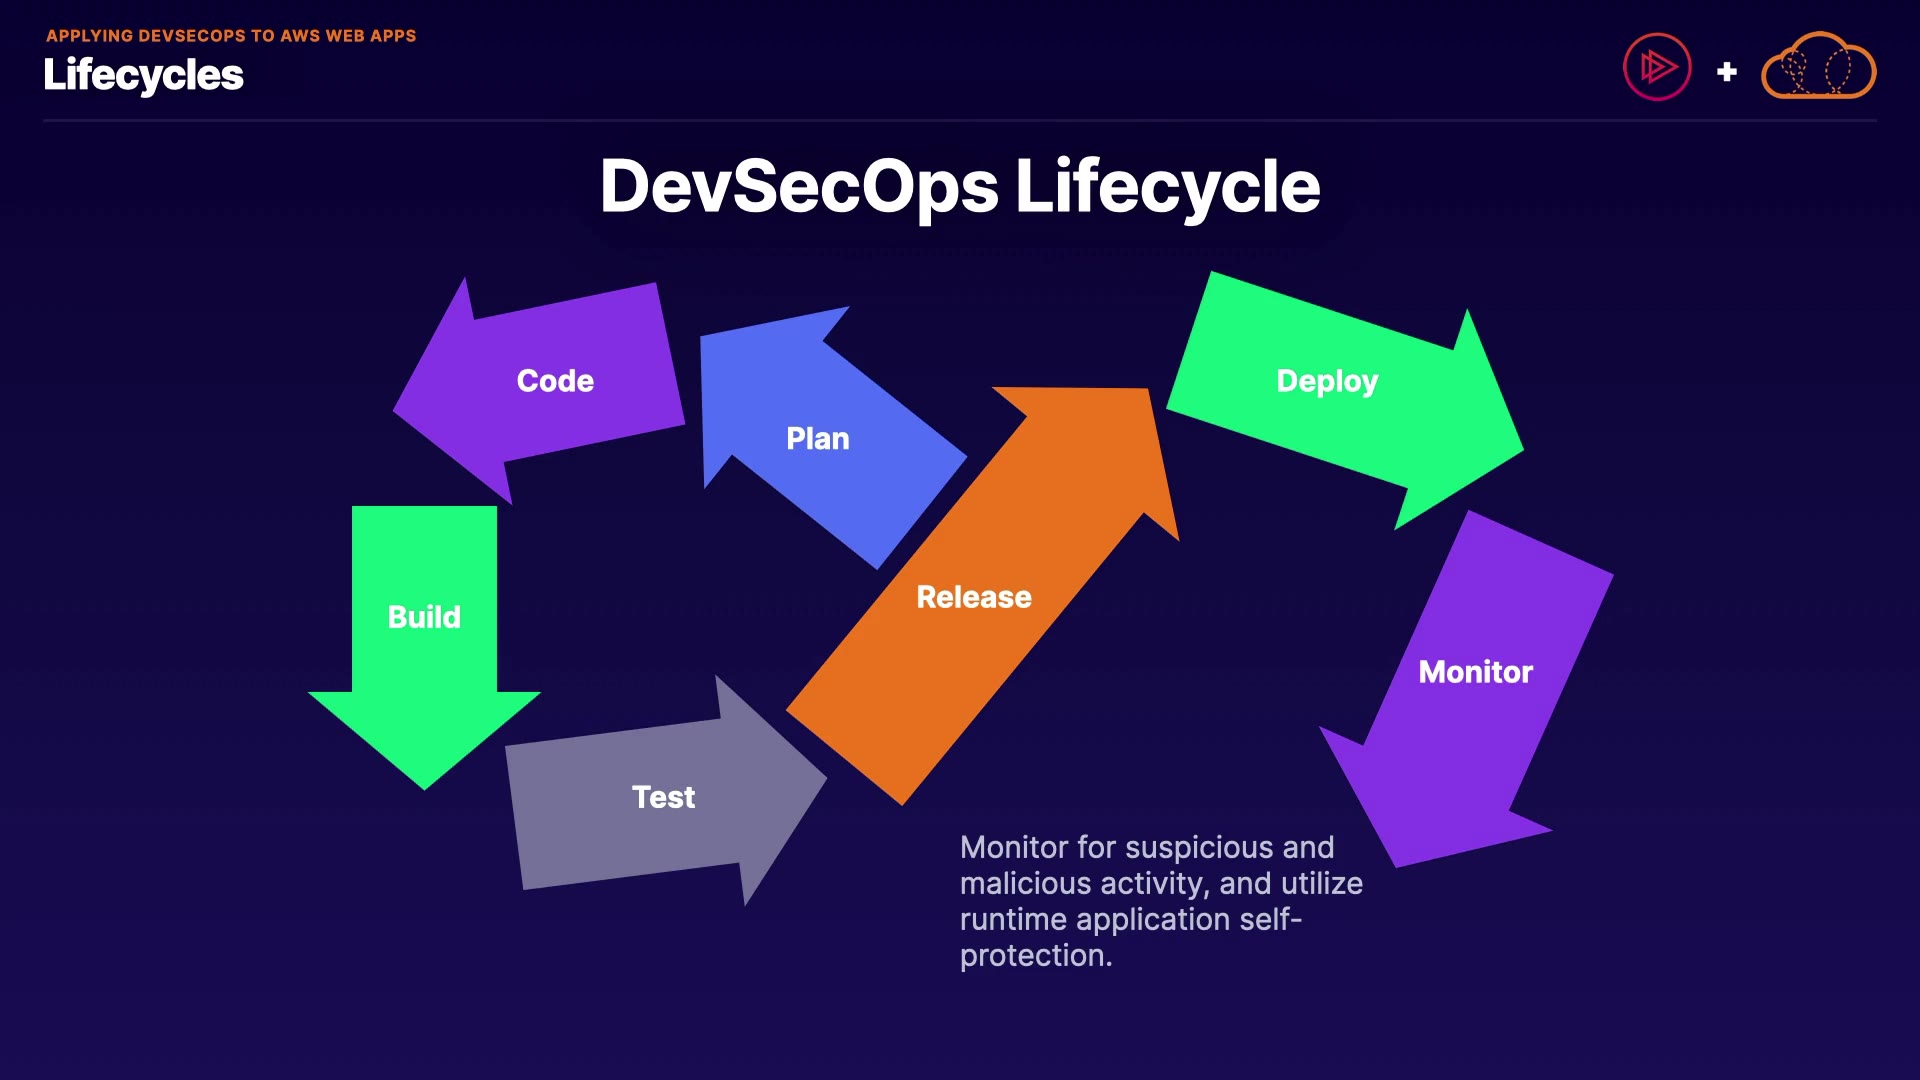 APPLYING DEVSECOPS TO AWS WEB APPS
Lifecycles
DevSecOps Lifecycle
Code
Plan
Deploy
Build
Release
Monitor
Test
Monitor for suspicious and
malicious activity, and utilize
runtime application self-
protection.